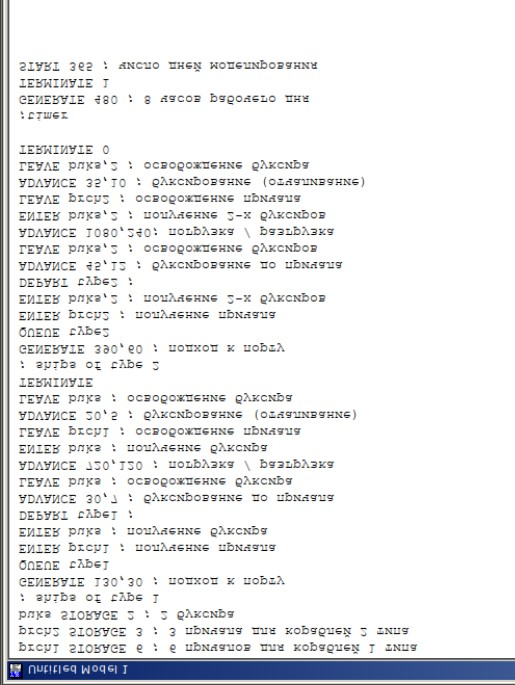 Untitled Model 1
prch1 STORAGE 6 ; 6 причалов для кораблей 1 типа
prch2 STORAGE 3 ; 3 причала для кораблей 2 типа
buks STORAGE 2 ; 2 буксира
; ships of type 1
GENERATE 130,30 ; подход к порту
QUEUE type1
ENTER prch1 ; получение причала
ENTER buks ; получение буксира
DEPART type1 ;
ADVANCE 30,7 ; буксирование до причала
LEAVE buks ; освобождение буксира
ADVANCE 720,120 ; погрузка \ разгрузка
ENTER buks ; получение буксира
LEAVE prch1 ; освобождение причала
ADVANCE 20,5 ; буксирование (отчаливание)
LEAVE buks ; освобождение буксира
TERMINATE
; ships of type 2
GENERATE 390,60 ; подход к порту
QUEUE type2
ENTER prch2 ; получение причала
ENTER buks,2 ; получение 2-х буксиров
DEPART type2 ;
ADVANCE 45,12 ; буксирование до причала
LEAVE buks,2 ; освобождение буксиров
ADVANCE 1080,240; погрузка \ разгрузка
ENTER buks,2 ; получение 2-х буксиров
LEAVE prch2 ; освобождение причала
ADVANCE 35,10 ; буксирование (отчаливание)
LEAVE buks,2 ; освобождение буксира
TERMINATE 0
;timer
GENERATE 480 ; 8 часов рабочего дня
TERMINATE 1
START 365 ; число дней моделирования